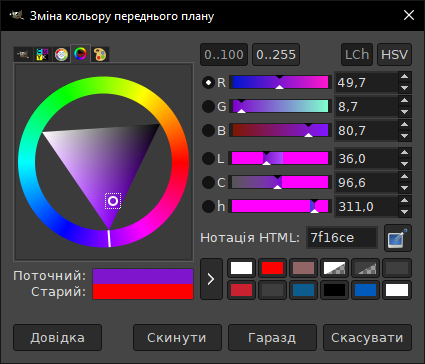 Зміна кольору переднього плану
0..100 0..255 LCh HSV
R 49,7
G 8,7
B 80,7
L 36,0
C 96,6
h 311,0
Нотація HTML: 7f16ce
Поточний:
Старий:
Довідка Скинути Гаразд Скасувати